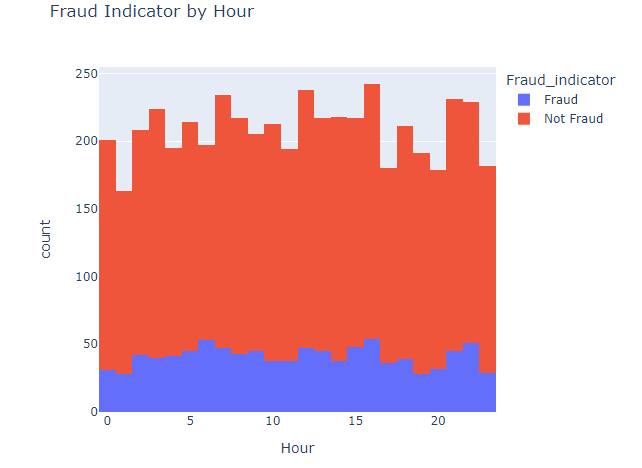 Fraud Indicator by Hour
Fraud_indicator
Fraud
Not Fraud
250
200
150
100
50
0
count
0 5 10 15 20
Hour